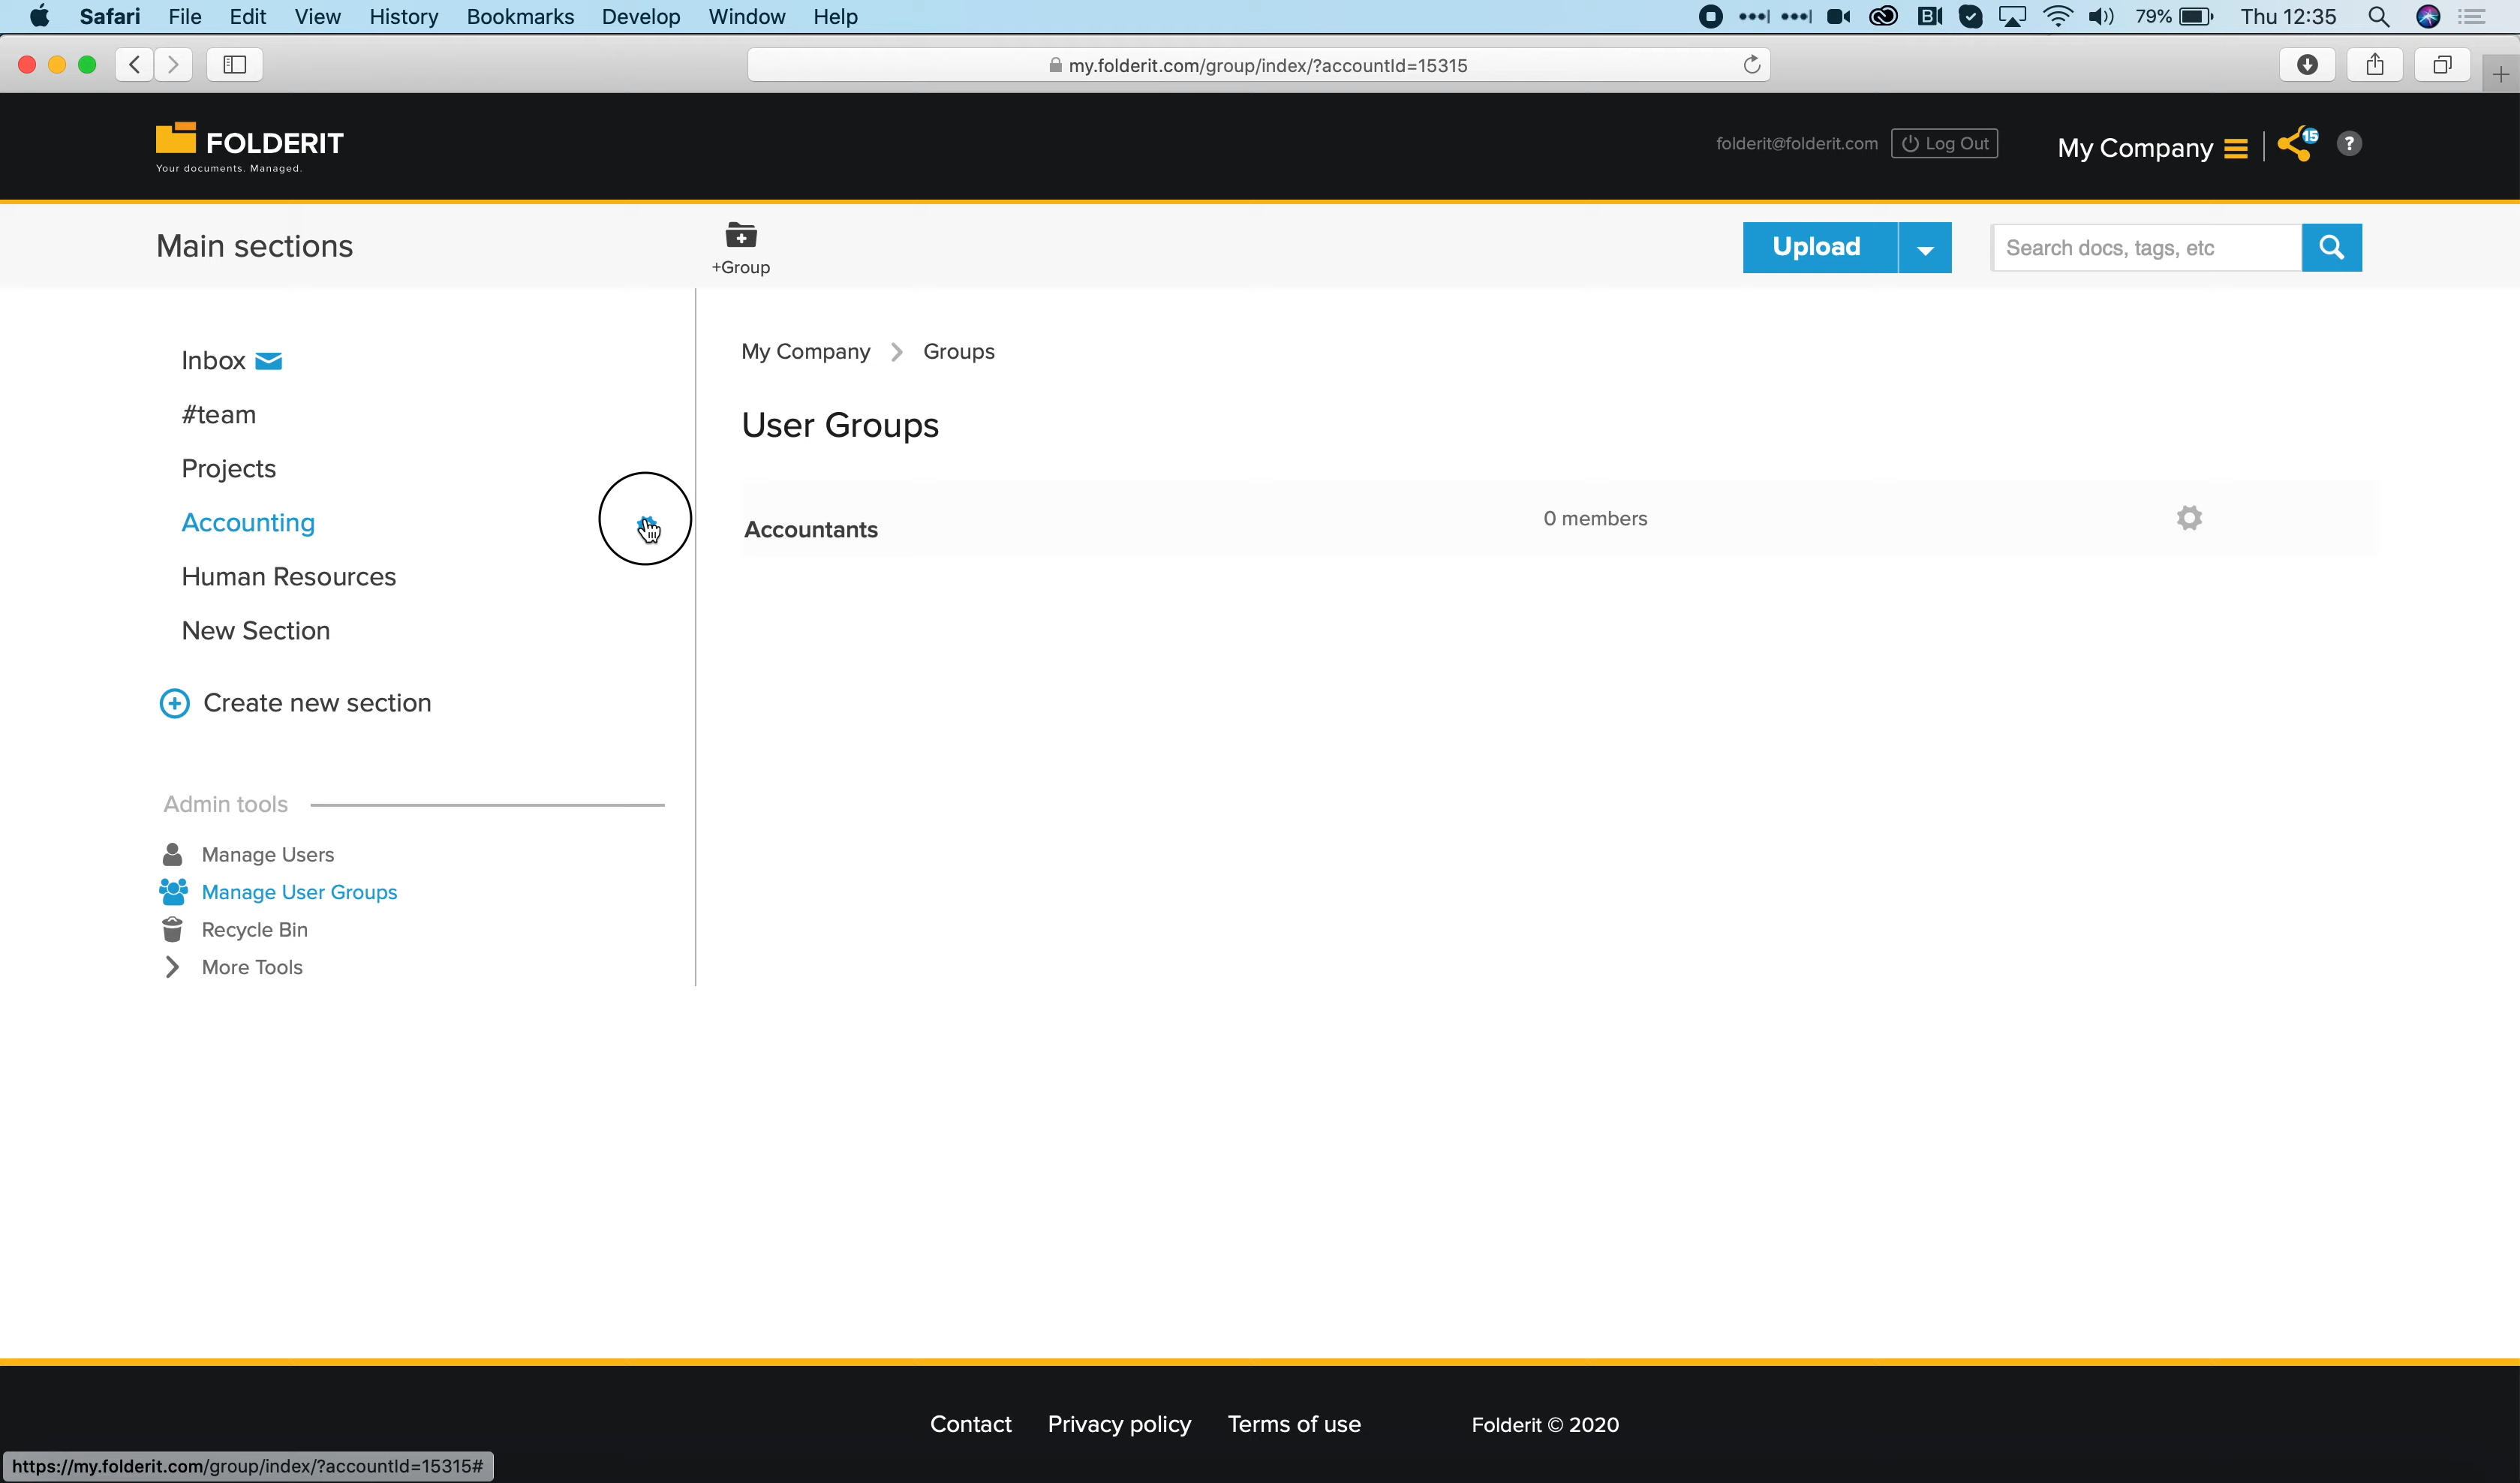 Safari File Edit View History Bookmarks Develop Window Help 79% Thu 12:35
my.folderit.com/group/index/?accountId=15315
FOLDERIT
Your documents. Managed.
folderit@folderit.com Log Out My Company 15 ?
Main sections
+Group
Upload
Search docs, tags, etc
Inbox
#team
Projects
Accounting
Human Resources
New Section
Create new section
Admin tools
Manage Users
Manage User Groups
Recycle Bin
More Tools
My Company > Groups
User Groups
Accountants 0 members
Contact Privacy policy Terms of use Folderit © 2020
https://my.folderit.com/group/index/?accountId=15315#